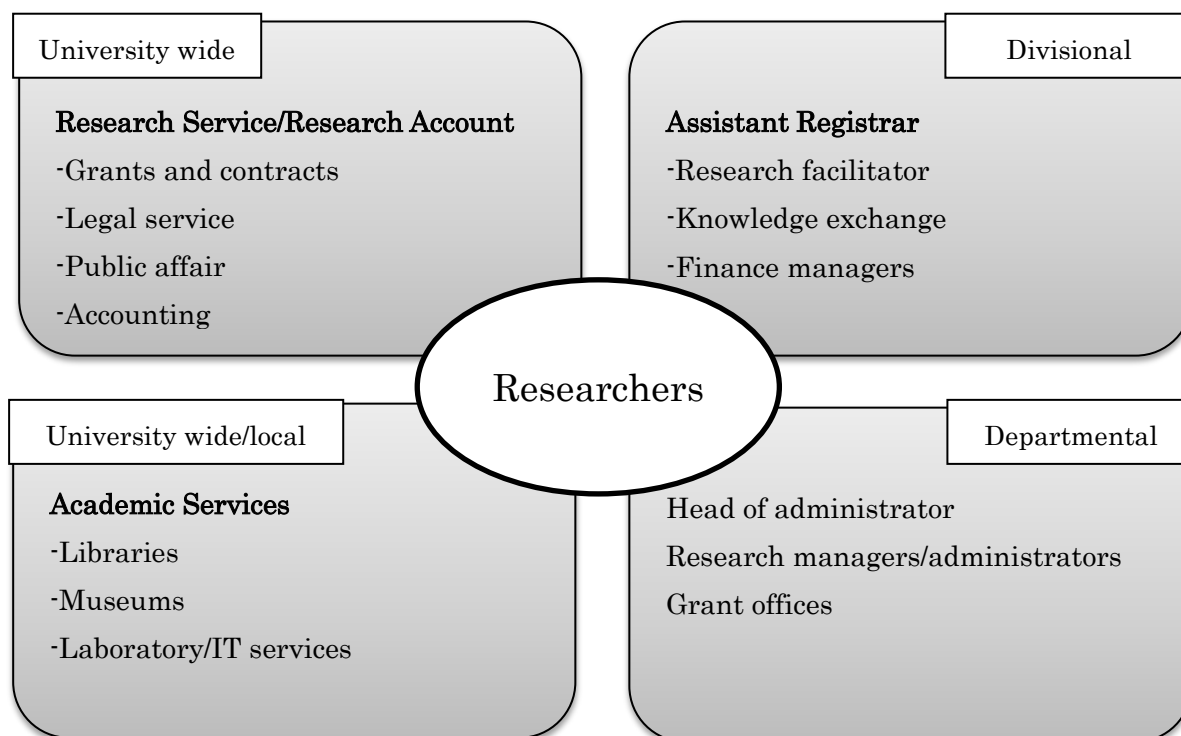 University wide
Research Service/Research Account
-Grants and contracts
-Legal service
-Public affair
-Accounting
Divisional
Assistant Registrar
-Research facilitator
-Knowledge exchange
-Finance managers
Researchers
University wide/local
Academic Services
-Libraries
-Museums
-Laboratory/IT services
Departmental
Head of administrator
Research managers/administrators
Grant offices